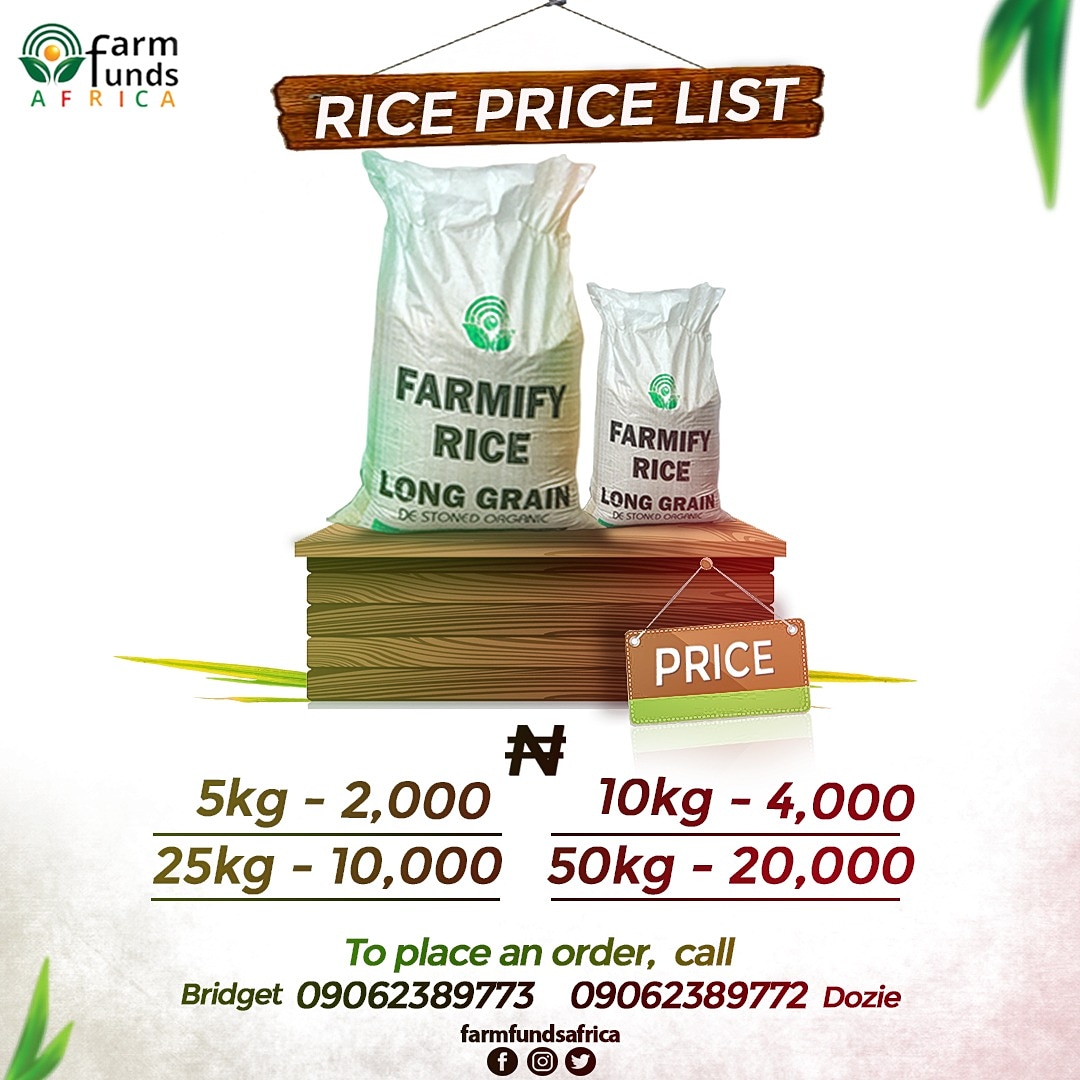 farm
funds
AFRICA
RICE PRICE LIST
FARMIFY
RICE
LONG GRAIN
DE STONED ORGANIC
FARMIFY
RICE
LONG GRAIN
DE STONED ORGANIC
PRICE
₦
5kg - 2,000
10kg - 4,000
25kg - 10,000
50kg - 20,000
To place an order, call
Bridget 09062389773 09062389772 Dozie
farmfundsafrica